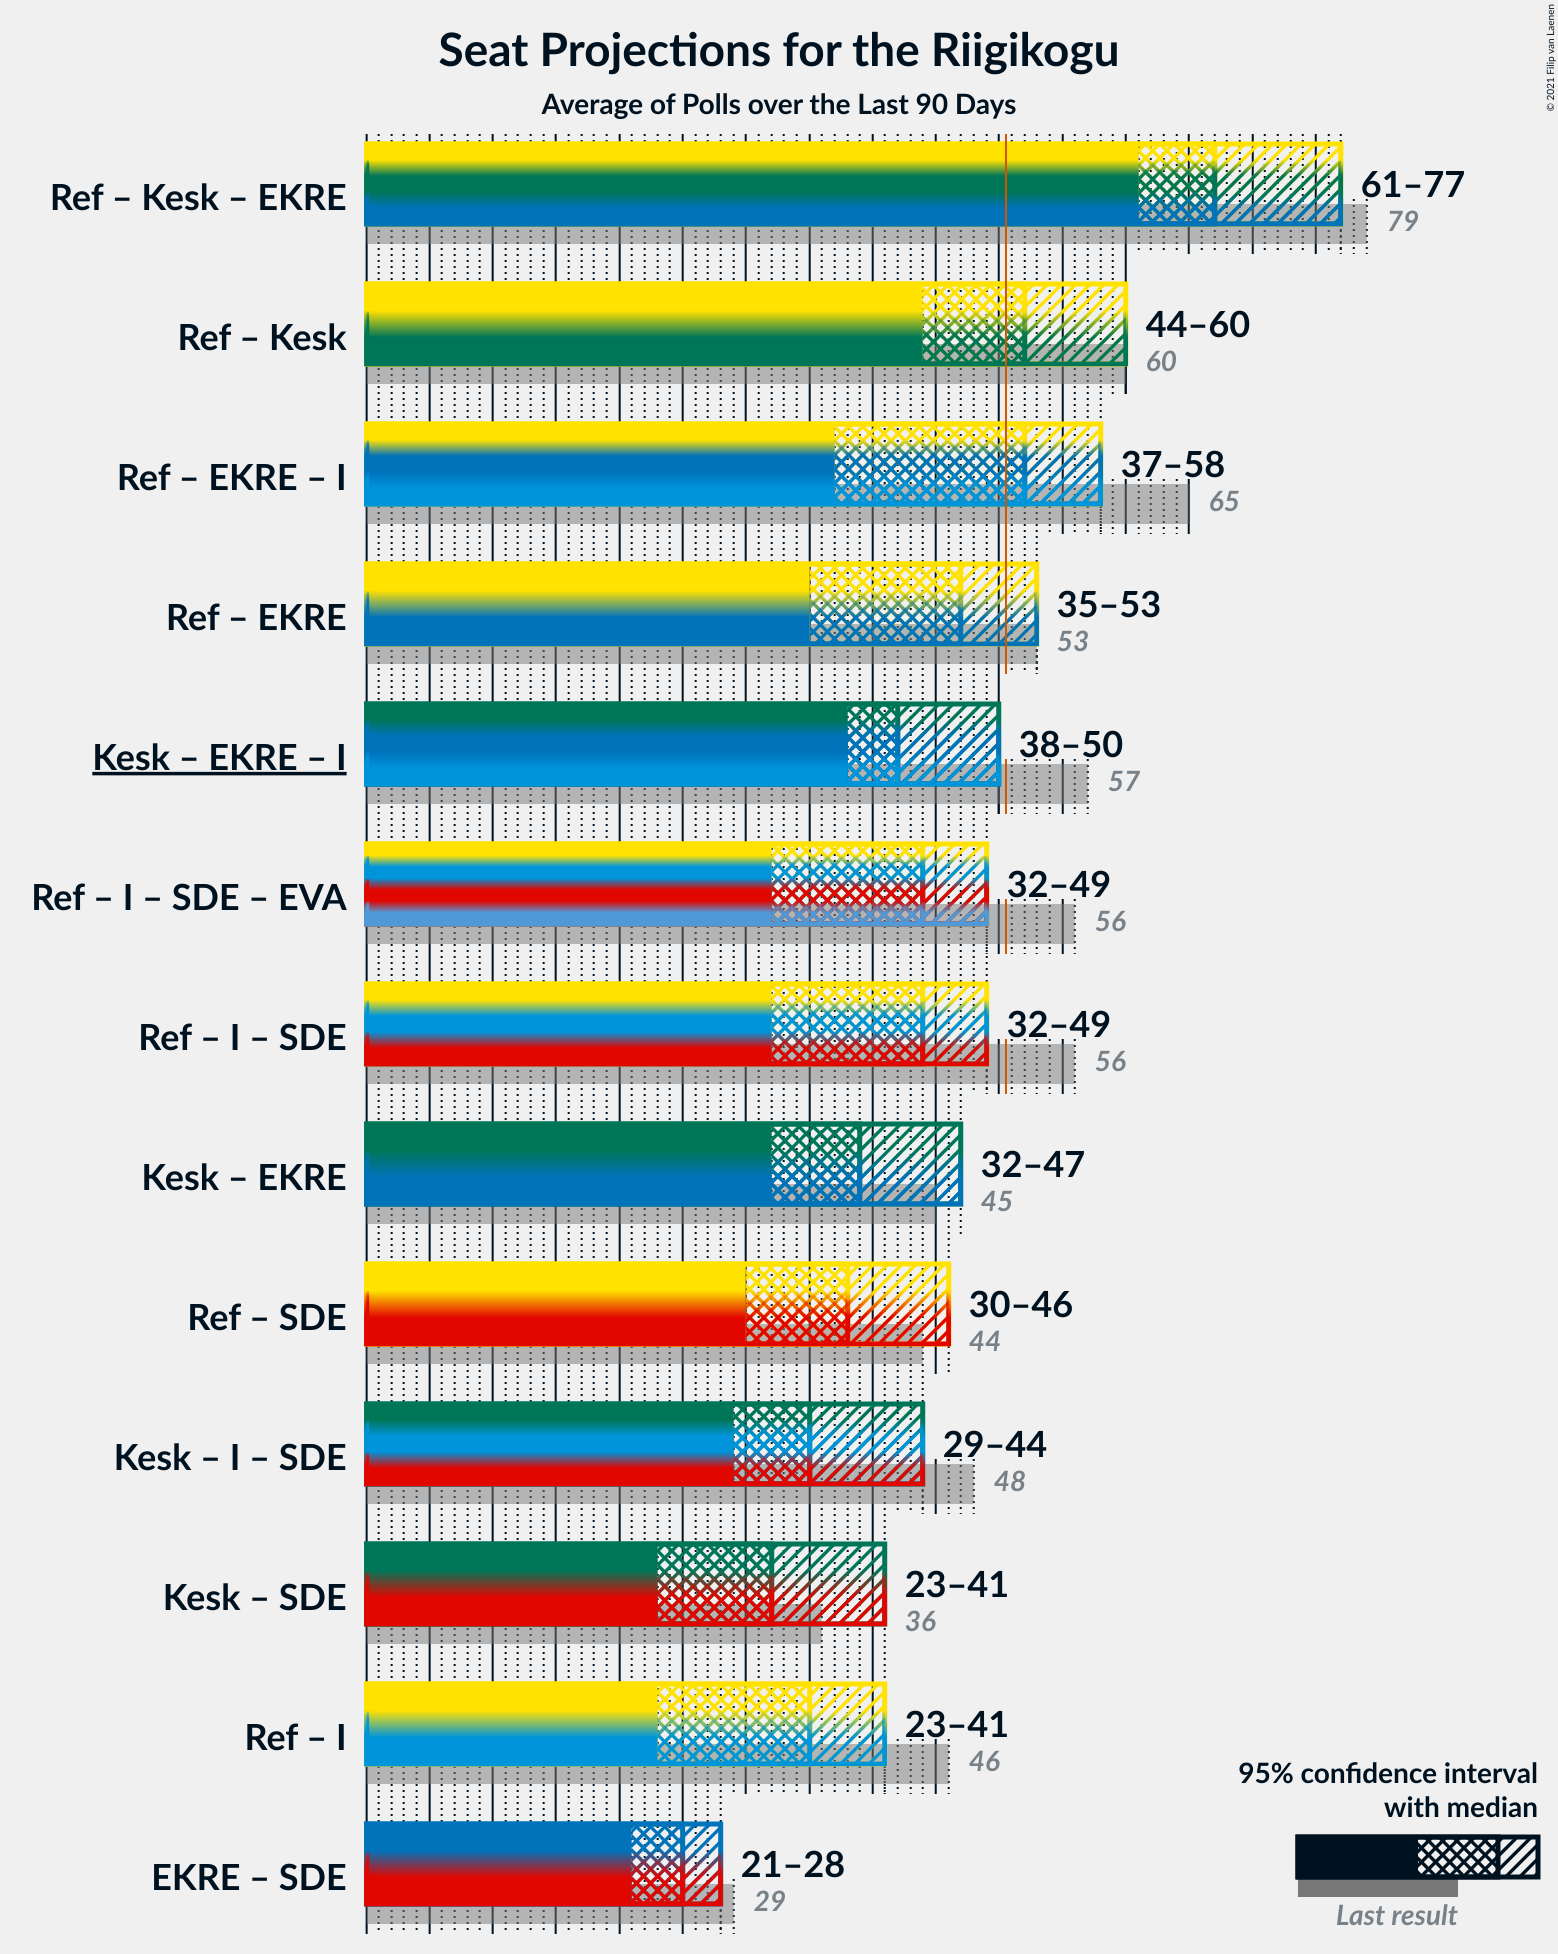 Seat Projections for the Riigikogu
Average of Polls over the Last 90 Days
© 2021 Filip van Laenen
Ref – Kesk – EKRE
61–77
79
Ref – Kesk
44–60
60
Ref – EKRE – I
37–58
65
Ref – EKRE
35–53
53
Kesk – EKRE – I
38–50
57
Ref – I – SDE – EVA
32–49
56
Ref – I – SDE
32–49
56
Kesk – EKRE
32–47
45
Ref – SDE
30–46
44
Kesk – I – SDE
29–44
48
Kesk – SDE
23–41
36
Ref – I
23–41
46
EKRE – SDE
21–28
29
95% confidence interval
with median
Last result